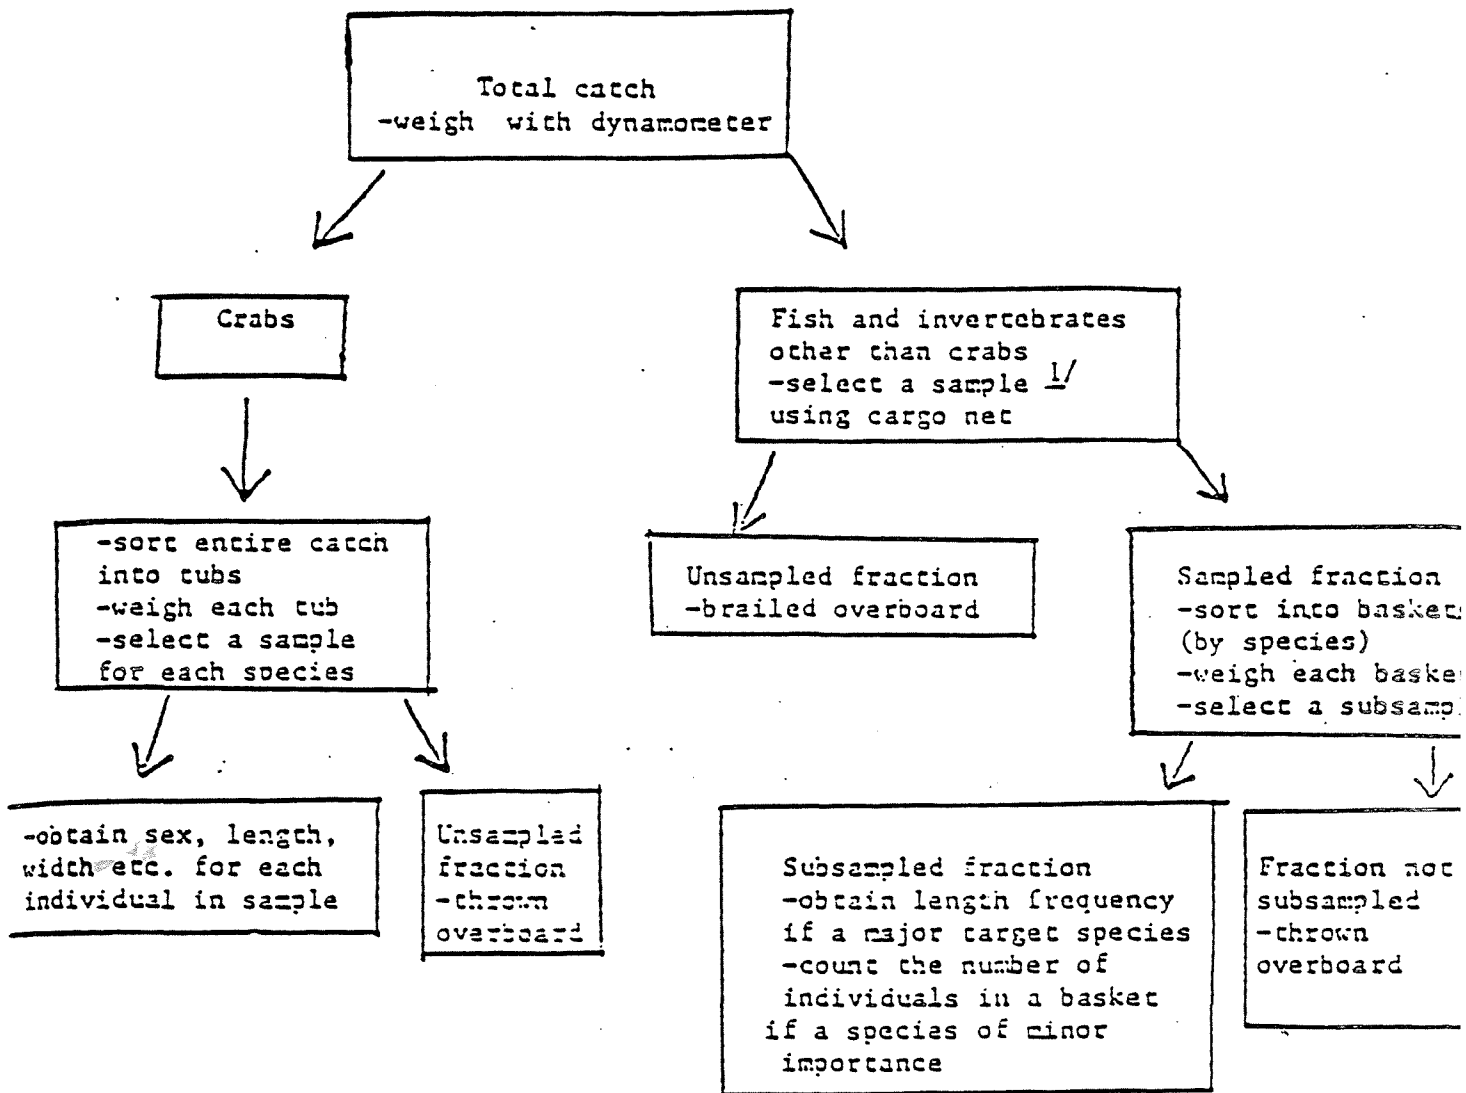 Total catch
-weigh with dynamometer
Crabs
Fish and invertebrates
other than crabs
-select a sample 1/
using cargo net
-sort entire catch
into tubs
-weigh each tub
-select a sample
for each species
Unsampled fraction
-brailed overboard
Sampled fraction
-sort into baskets
(by species)
-weigh each baske
-select a subsamp
-obtain sex, length,
width etc. for each
individual in sample
Unsampled
fraction
-thrown
overboard
Subsampled fraction
-obtain length frequency
if a major target species
-count the number of
individuals in a basket
if a species of minor
importance
Fraction not
subsampled
-thrown
overboard